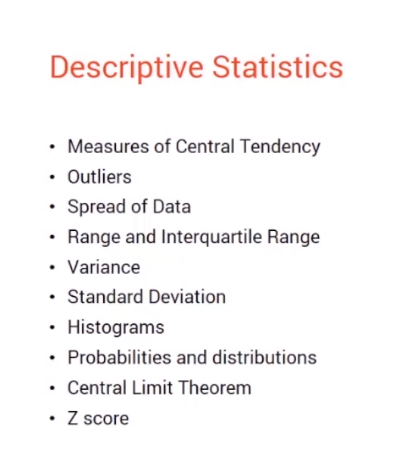 Descriptive Statistics
• Measures of Central Tendency
• Outliers
• Spread of Data
• Range and Interquartile Range
• Variance
• Standard Deviation
• Histograms
• Probabilities and distributions
• Central Limit Theorem
• Z score